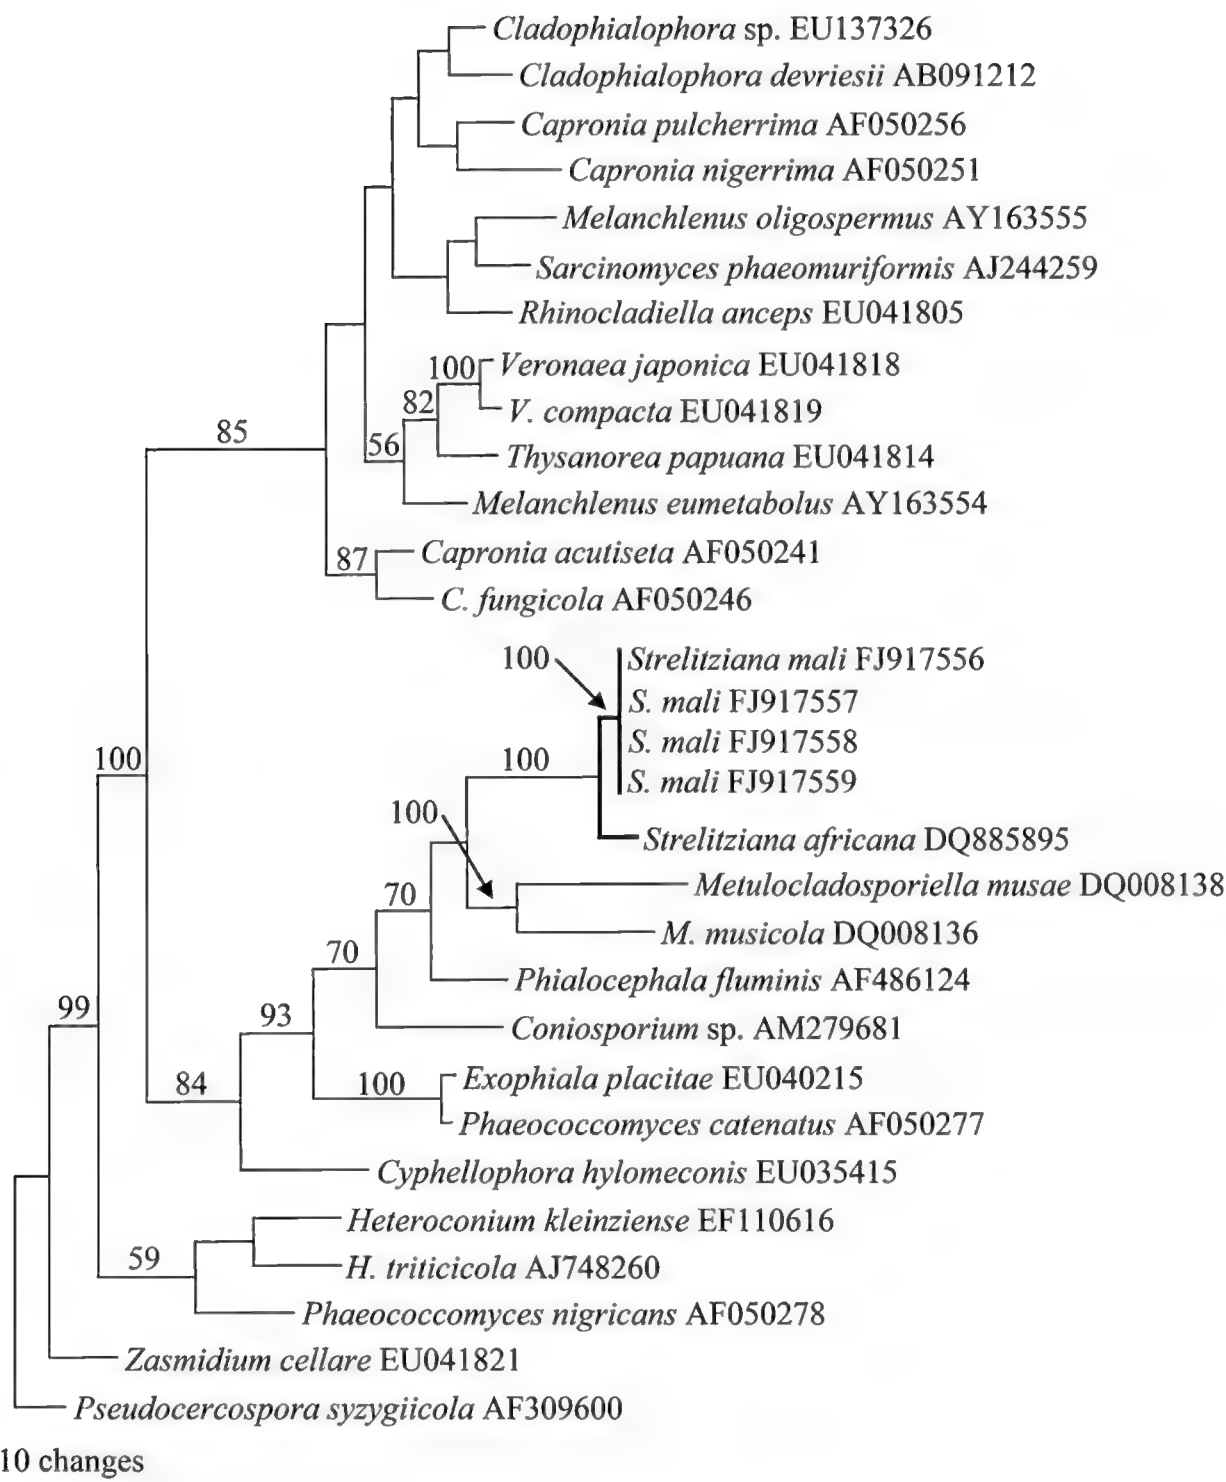 Cladophialophora sp. EU137326
Cladophialophora devriesii AB091212
Capronia pulcherrima AF050256
Capronia nigerrima AF050251
Melanchlenus oligospermus AY163555
Sarcinomyces phaeomuriformis AJ244259
Rhinocladiella anceps EU041805
100 Veronaea japonica EU041818
82 V. compacta EU041819
85 56 Thysanorea papuana EU041814
Melanchlenus eumetabolus AY163554
87 Capronia acutiseta AF050241
C. fungicola AF050246
100 Strelitziana mali FJ917556
S. mali FJ917557
S. mali FJ917558
100 100 S. mali FJ917559
100 Strelitziana africana DQ885895
70 Metulocladosporiella musae DQ008138
M. musicola DQ008136
70 Phialocephala fluminis AF486124
99 93 Coniosporium sp. AM279681
84 100 Exophiala placitae EU040215
Phaeococcomyces catenatus AF050277
Cyphellophora hylomeconis EU035415
Heteroconium kleinziense EF110616
59 H. triticicola AJ748260
Phaeococcomyces nigricans AF050278
Zasmidium cellare EU041821
Pseudocercospora syzygiicola AF309600
10 changes